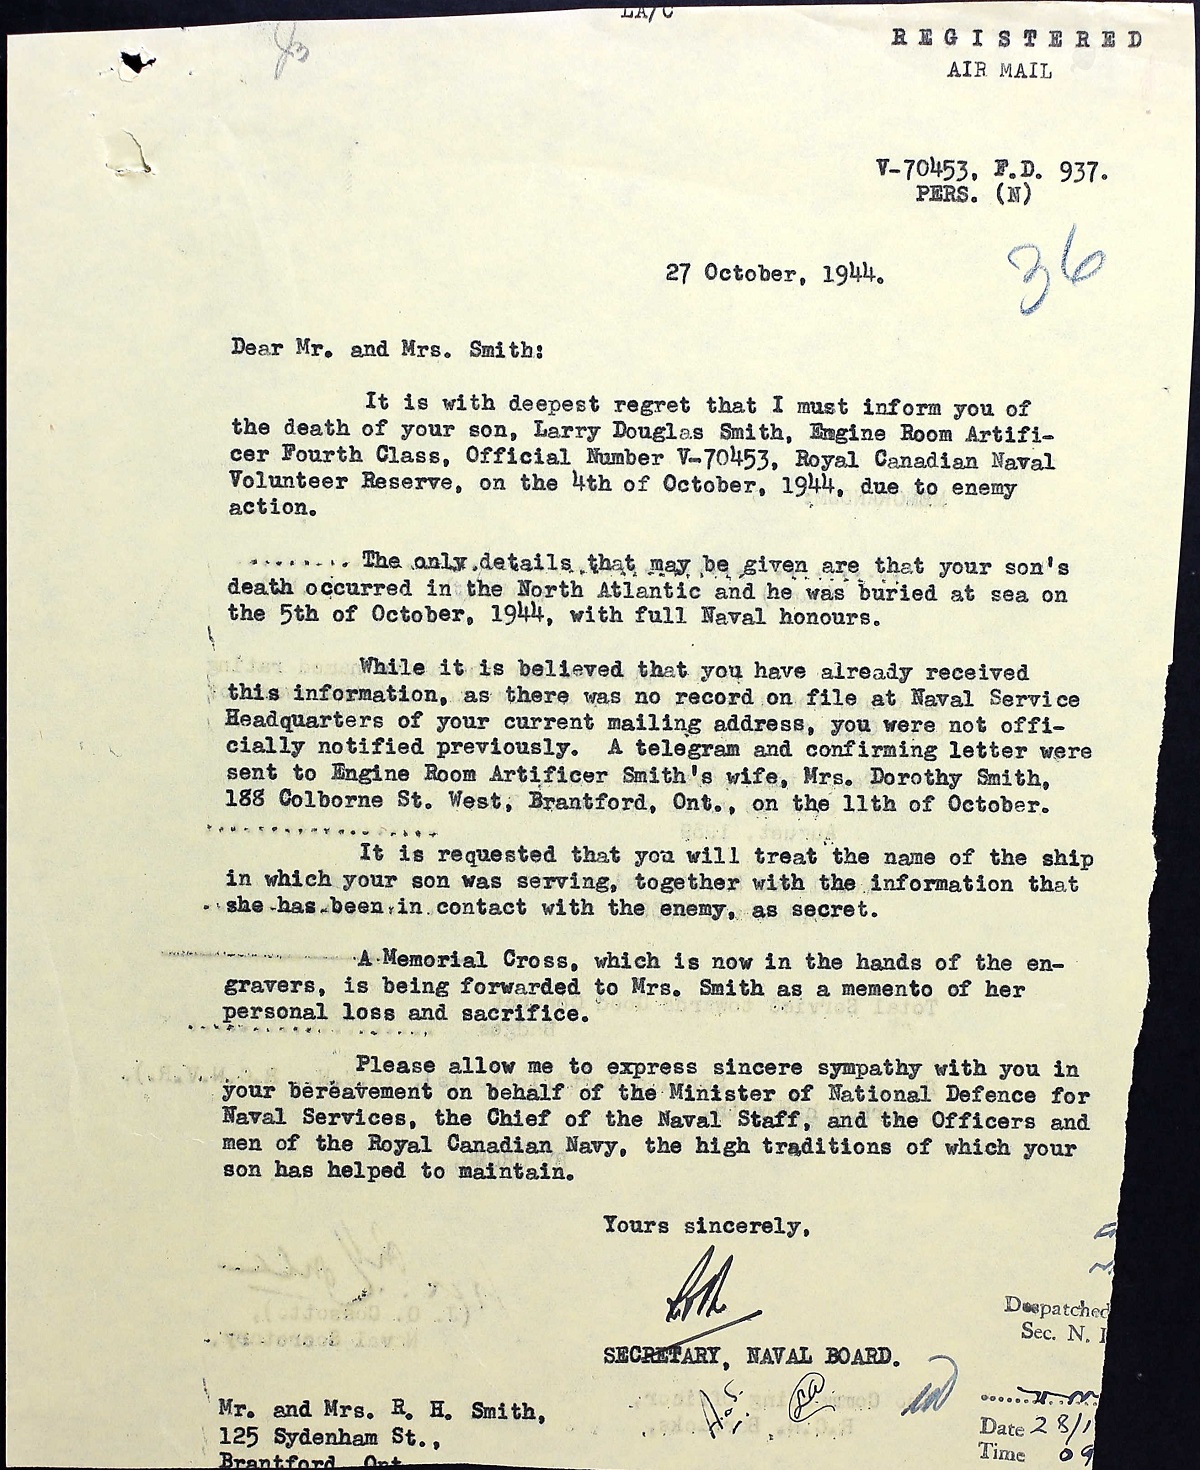 LA/C
R E G I S T E R E D
AIR MAIL
V-70453, F.D. 937.
PERS. (N)
36
27 October, 1944.
Dear Mr. and Mrs. Smith:
It is with deepest regret that I must inform you of
the death of your son, Larry Douglas Smith, Engine Room Artifi-
cer Fourth Class, Official Number V-70453, Royal Canadian Naval
Volunteer Reserve, on the 4th of October, 1944, due to enemy
action.
The only details that may be given are that your son's
death occurred in the North Atlantic and he was buried at sea on
the 5th of October, 1944, with full Naval honours.
While it is believed that you have already received
this information, as there was no record on file at Naval Service
Headquarters of your current mailing address, you were not offi-
cially notified previously. A telegram and confirming letter were
sent to Engine Room Artificer Smith's wife, Mrs. Dorothy Smith,
188 Colborne St. West, Brantford, Ont., on the 11th of October.
It is requested that you will treat the name of the ship
in which your son was serving, together with the information that
she has been in contact with the enemy, as secret.
A Memorial Cross, which is now in the hands of the en-
gravers, is being forwarded to Mrs. Smith as a memento of her
personal loss and sacrifice.
Please allow me to express sincere sympathy with you in
your bereavement on behalf of the Minister of National Defence for
Naval Services, the Chief of the Naval Staff, and the Officers and
men of the Royal Canadian Navy, the high traditions of which your
son has helped to maintain.
Yours sincerely,
SECRETARY, NAVAL BOARD.
Despatched
Sec. N.
Date 28/1
Time 09
Mr. and Mrs. R. H. Smith,
125 Sydenham St.,
Brantford, Ont.